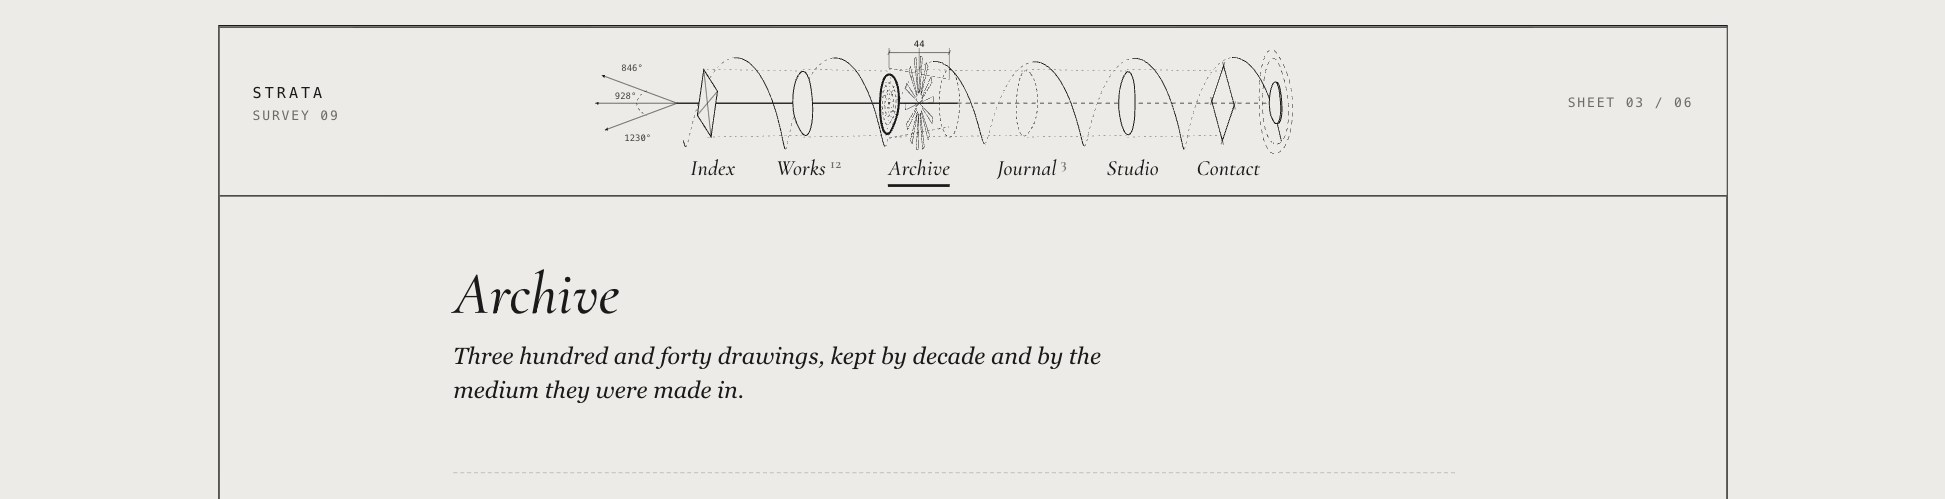 STRATA
SURVEY 09
846°
928°
1230°
44
SHEET 03 / 06
Index
Works 12
Archive
Journal 3
Studio
Contact
Archive
Three hundred and forty drawings, kept by decade and by the
medium they were made in.